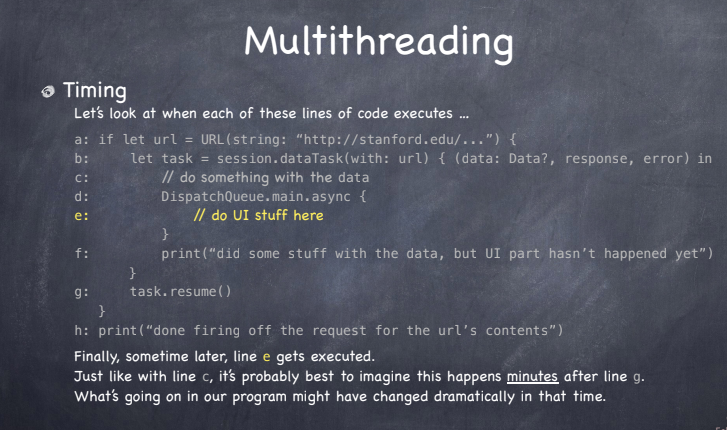 Multithreading
Timing
Let's look at when each of these lines of code executes ...
a: if let url = URL(string: “http://stanford.edu/...”) {
b: let task = session.dataTask(with: url) { (data: Data?, response, error) in
c: // do something with the data
d: DispatchQueue.main.async {
e: // do UI stuff here
}
f: print(“did some stuff with the data, but UI part hasn't happened yet”)
}
g: task.resume()
}
h: print(“done firing off the request for the url's contents”)
Finally, sometime later, line e gets executed.
Just like with line c, it's probably best to imagine this happens minutes after line g.
What's going on in our program might have changed dramatically in that time.